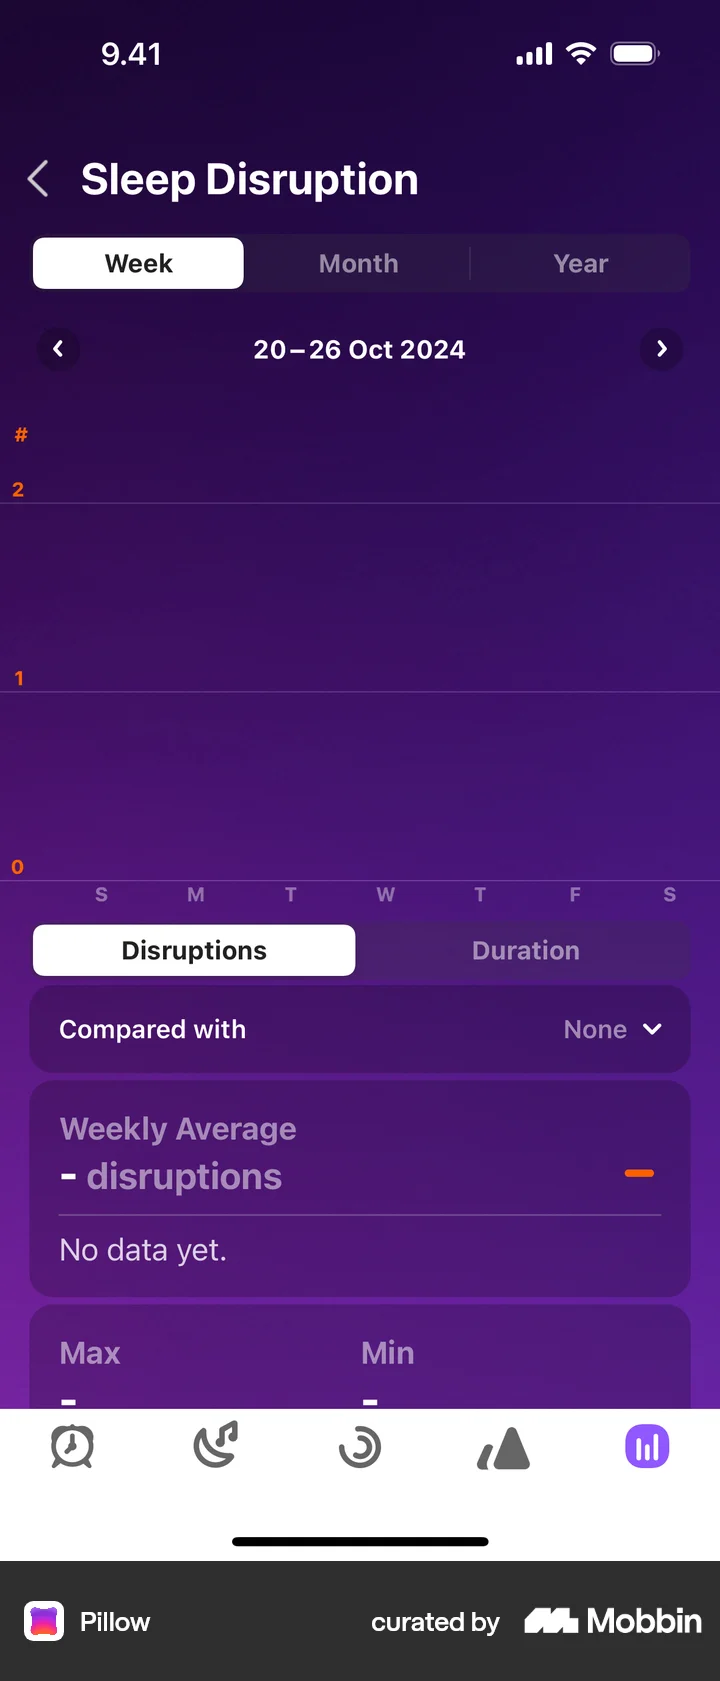 9.41
Sleep Disruption
Week Month Year
20–26 Oct 2024
#
2
1
0
S M T W T F S
Disruptions Duration
Compared with None
Weekly Average
- disruptions
No data yet.
Max Min
- -
Pillow curated by Mobbin